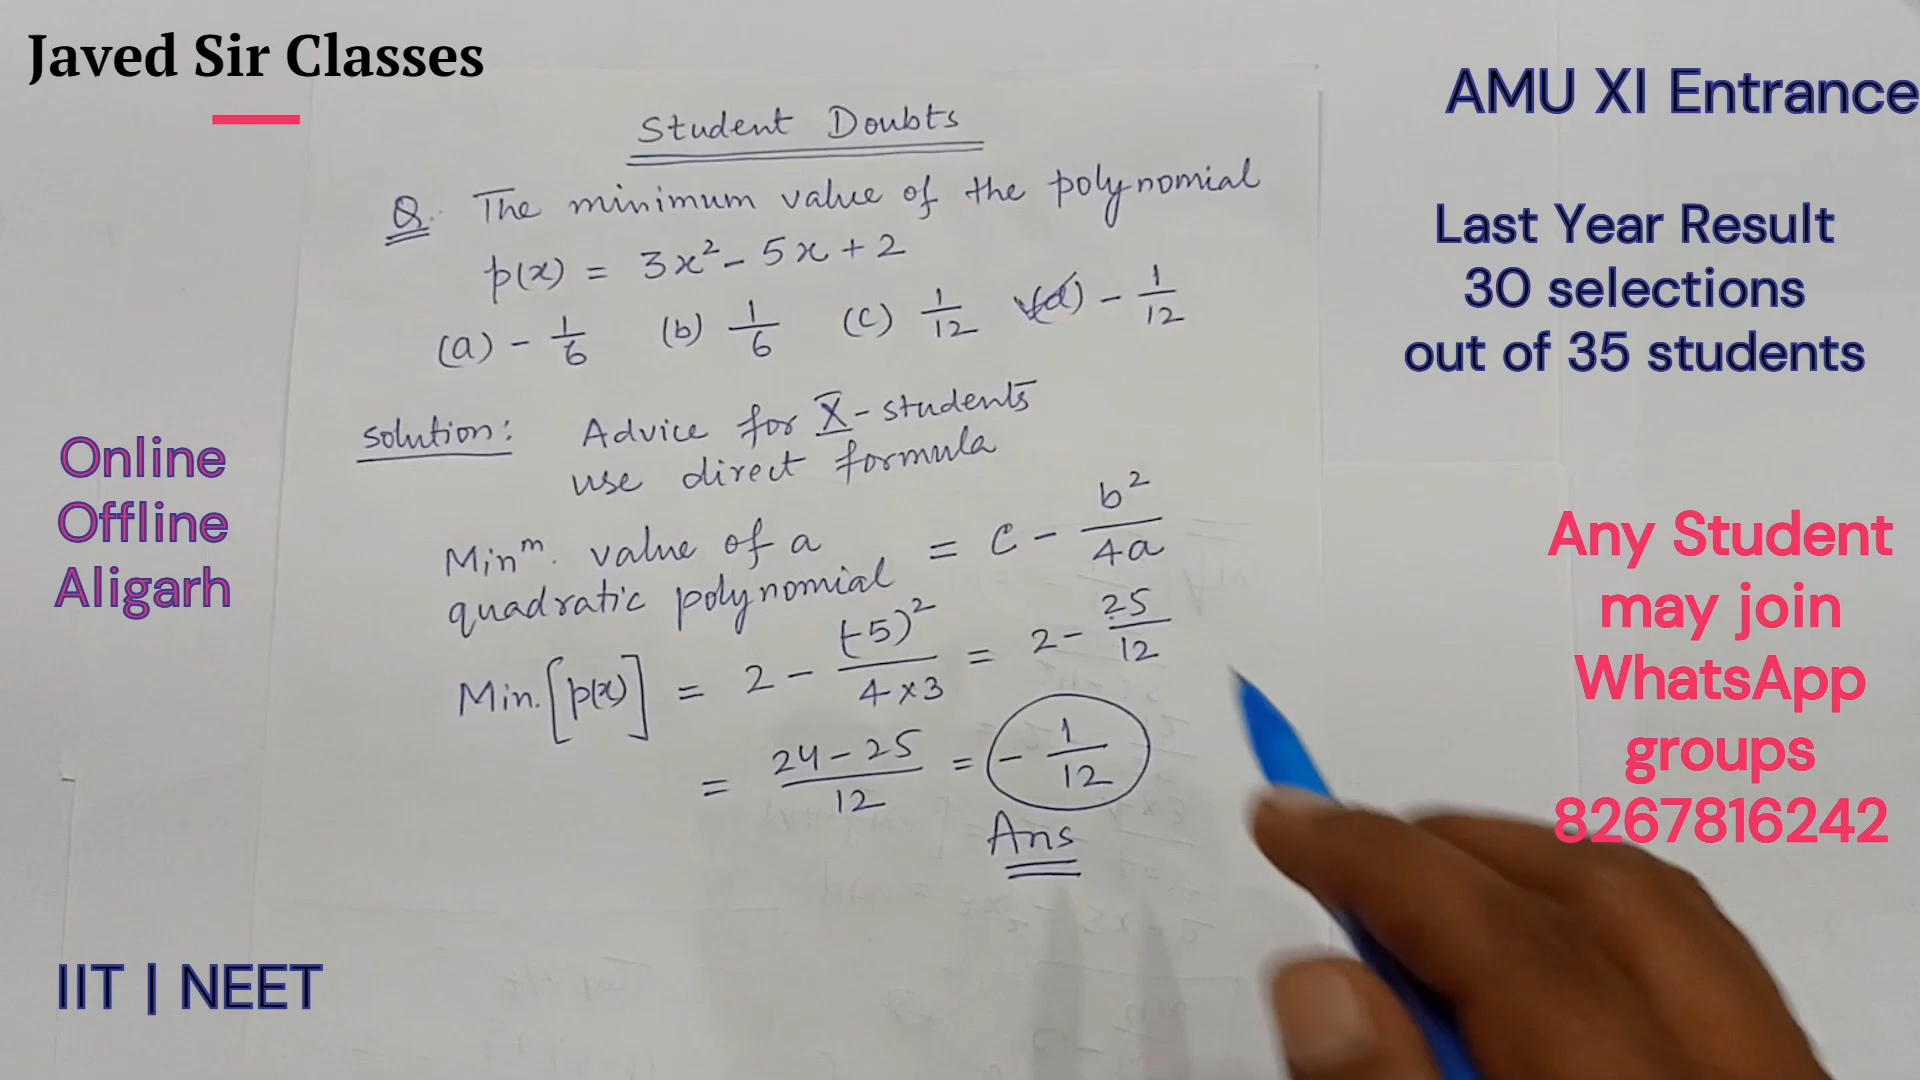 Javed Sir Classes
AMU XI Entrance
Last Year Result
30 selections
out of 35 students
Student Doubts
Q. The minimum value of the polynomial
p(x) = 3x² - 5x + 2
(a) - 1/6 (b) 1/6 (c) 1/12 (d) - 1/12
Solution: Advice for X - students
use direct formula
Minᵐ. value of a
quadratic polynomial = c - b²/4a
Min. [p(x)] = 2 - (-5)²/4×3 = 2 - 25/12
= 24 - 25/12 = - 1/12
Ans
Online
Offline
Aligarh
IIT | NEET
Any Student
may join
WhatsApp
groups
8267816242